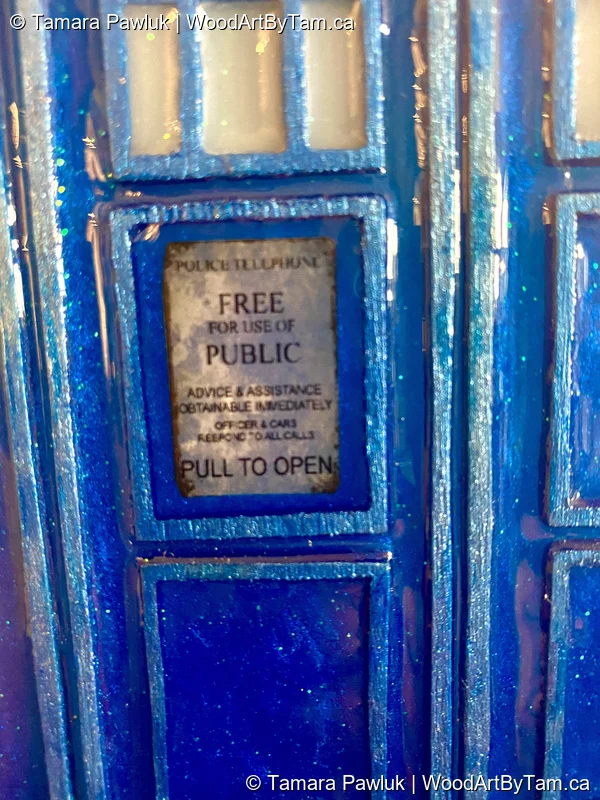 © Tamara Pawluk | WoodArtByTam.ca
POLICE TELEPHONE
FREE
FOR USE OF
PUBLIC
ADVICE & ASSISTANCE
OBTAINABLE IMMEDIATELY
OFFICER & CARS
RESPOND TO ALL CALLS
PULL TO OPEN
© Tamara Pawluk | WoodArtByTam.ca